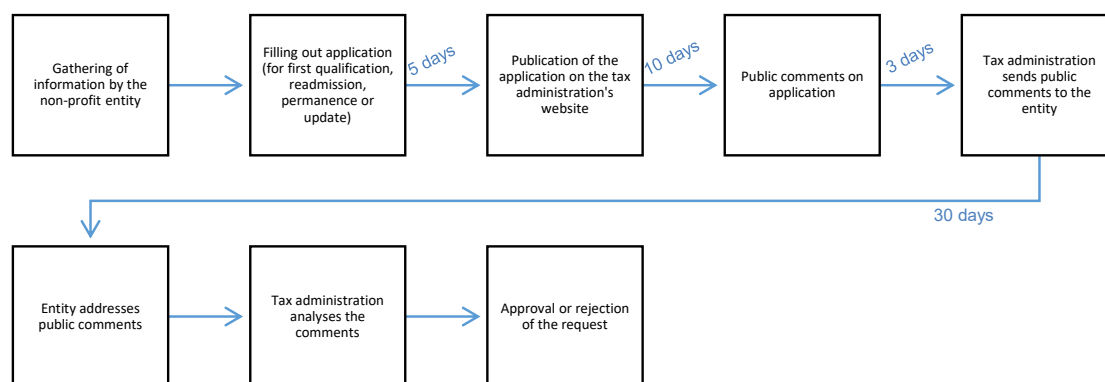 Gathering of
information by the
non-profit entity
Filling out application
(for first qualification,
readmission,
permanence or
update)
5 days
Publication of the
application on the tax
administration's
website
10 days
Public comments on
application
3 days
Tax administration
sends public
comments to the
entity
30 days
Entity addresses
public comments
Tax administration
analyses the
comments
Approval or rejection
of the request